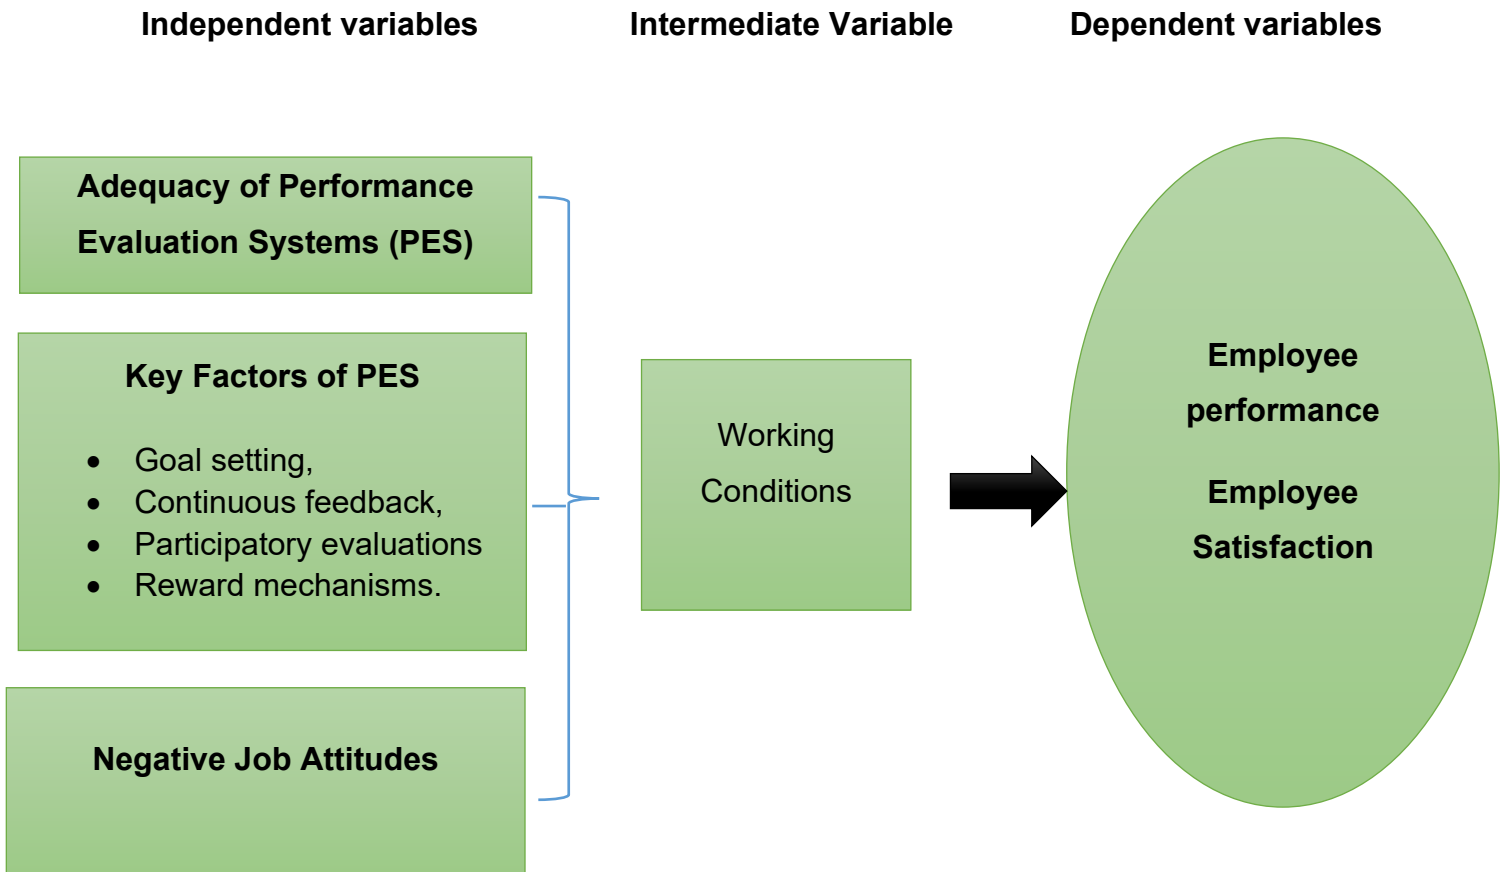 Independent variables
Intermediate Variable
Dependent variables
Adequacy of Performance
Evaluation Systems (PES)
Key Factors of PES
• Goal setting,
• Continuous feedback,
• Participatory evaluations
• Reward mechanisms.
Negative Job Attitudes
Working
Conditions
Employee
performance
Employee
Satisfaction